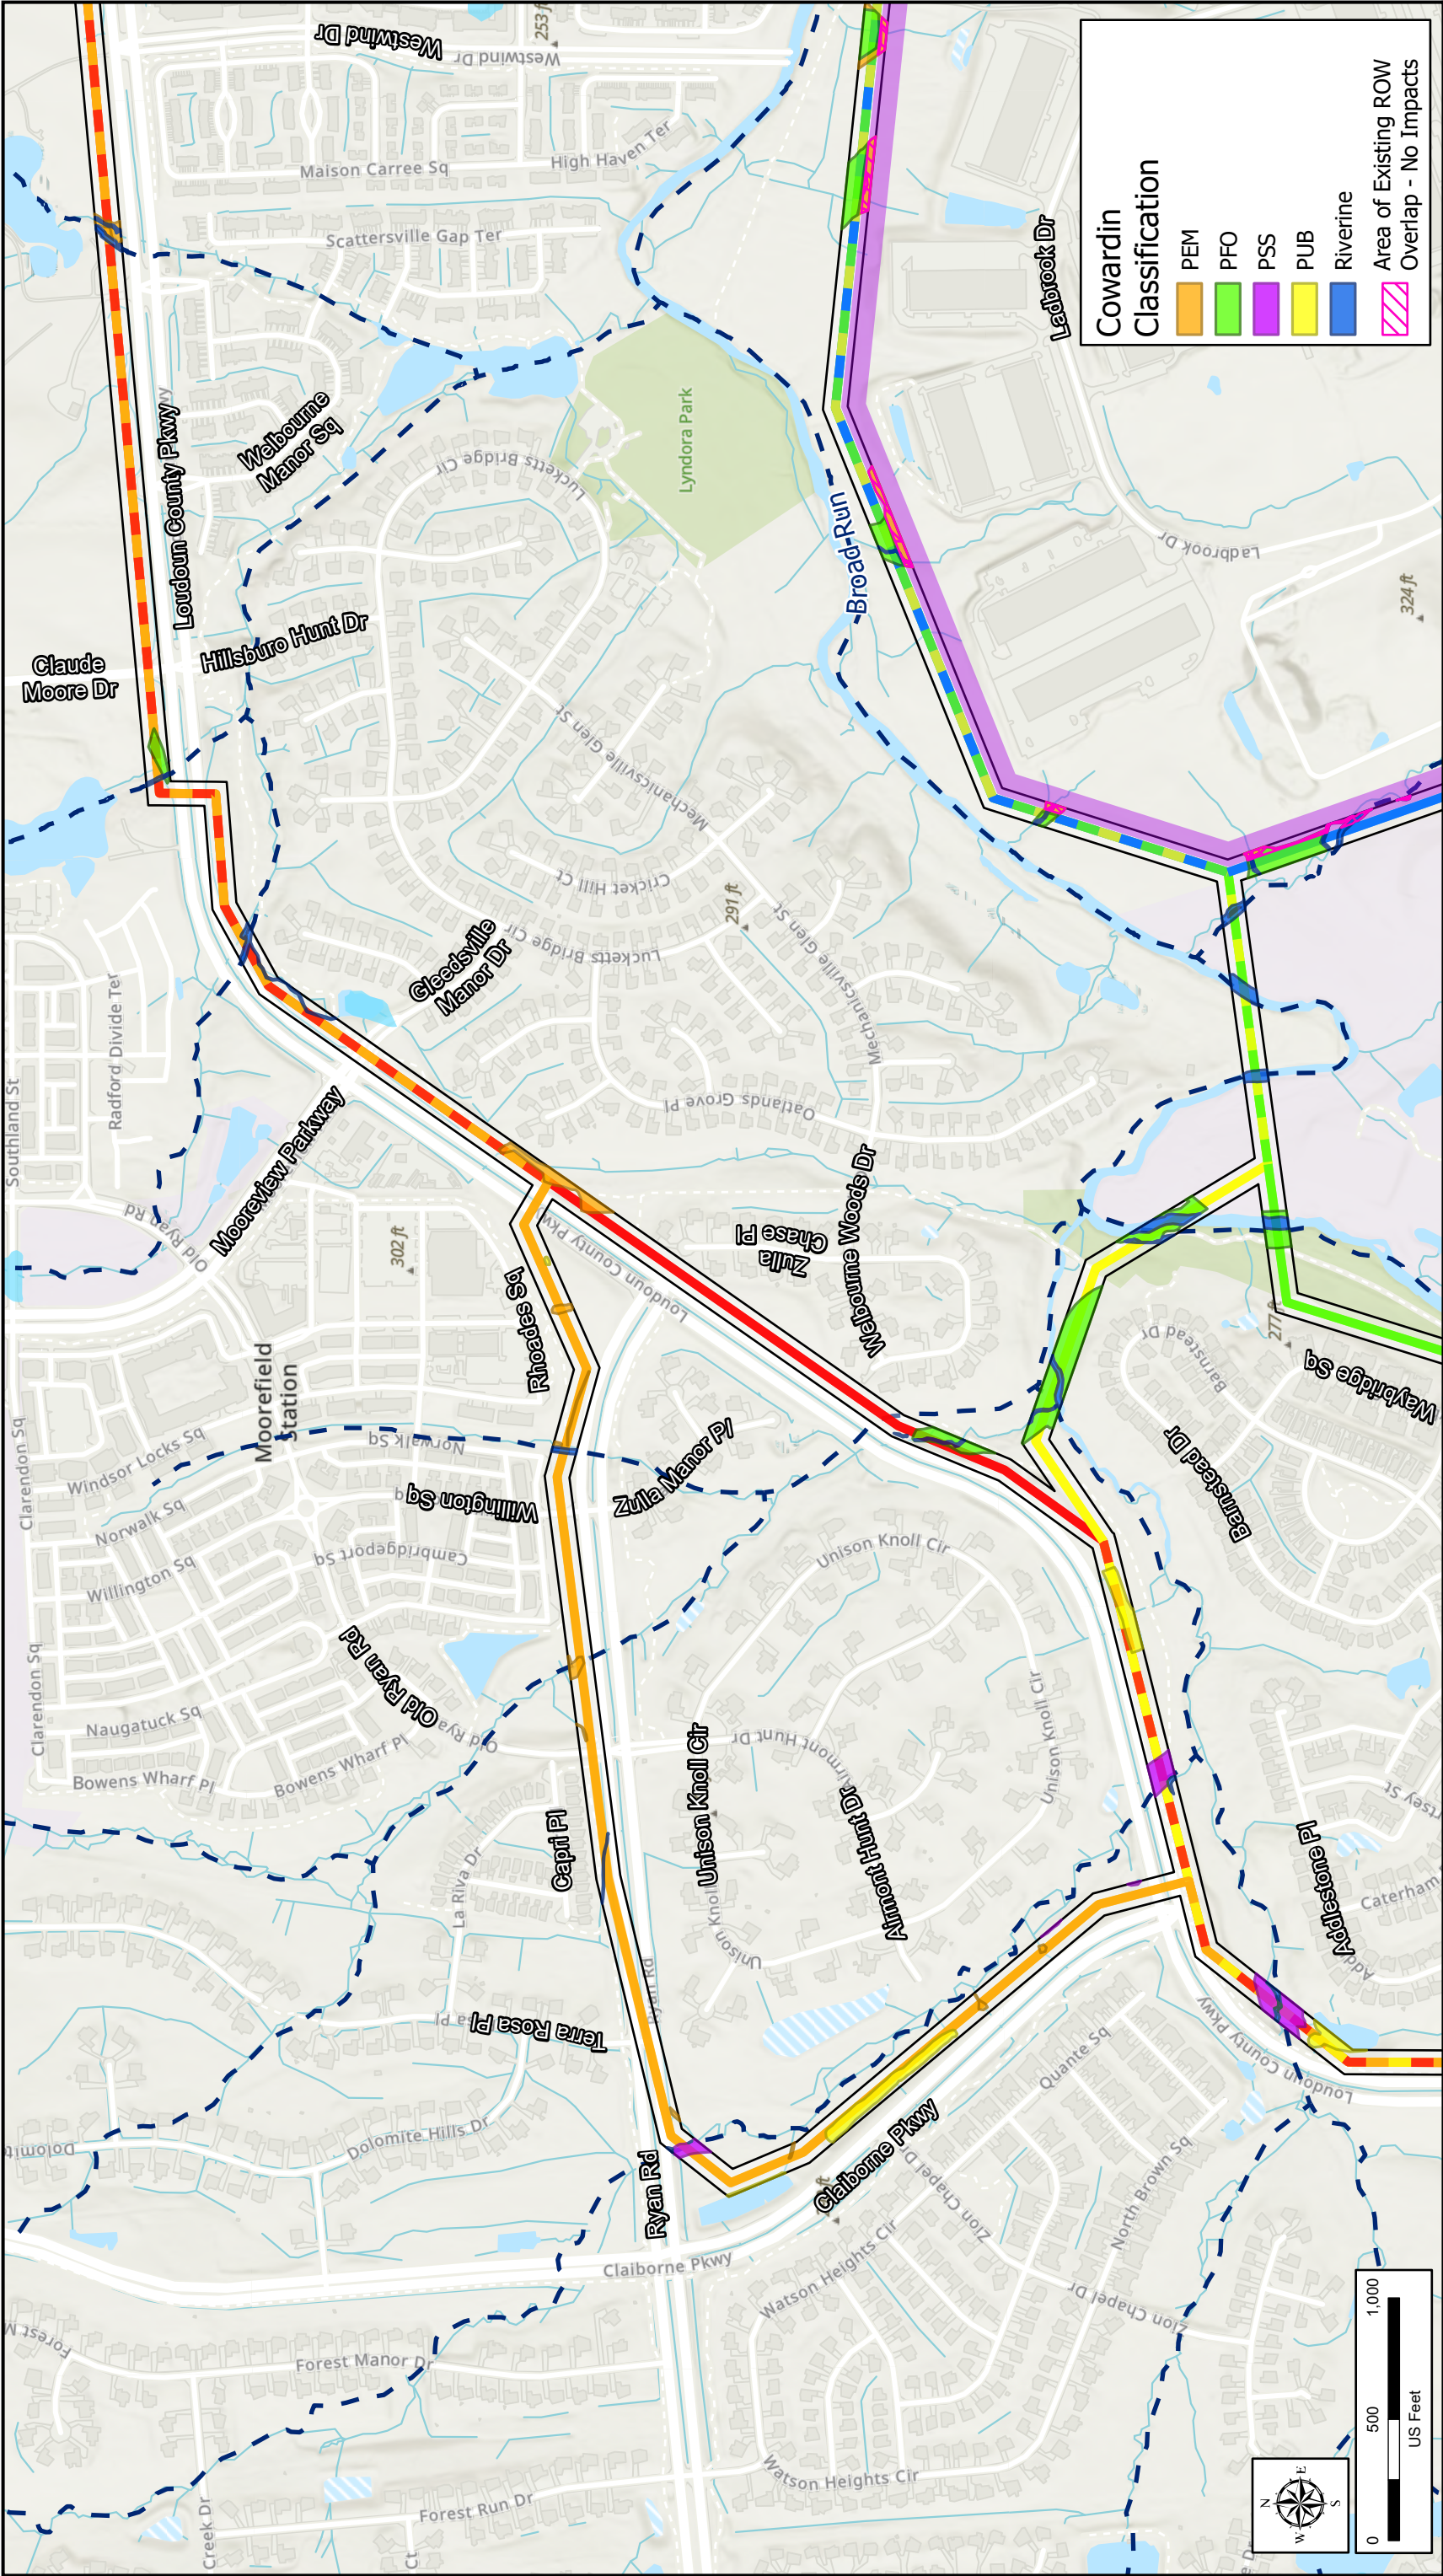 Westwind Dr
Westwind Dr
253 ft
Maison Carree Sq
High Haven Ter
Scattersville Gap Ter
Loudoun County Pkwy
Welbourne
Manor Sq
Lucketts Bridge Cir
Lyndora Park
Claude
Moore Dr
Hillsburo Hunt Dr
Broad Run
Ladbrook Dr
Ladbrook Dr
324 ft
Cowardin
Classification
PEM
PFO
PSS
PUB
Riverine
Area of Existing ROW
Overlap - No Impacts
Mechanicsville Glen St
Cricket Hill Ct
291 ft
Lucketts Bridge Cir
Mechanicsville Glen St
Gleedsville
Manor Dr
Radford Divide Ter
Southland St
Mooreview Parkway
Old Ryan Rd
302 ft
Oatlands Grove Pl
Welbourne Woods Dr
Zulla
Chase Pl
Loudoun County Pkwy
Rhoades Sq
Moorefield
Station
Clarendon Sq
Windsor Locks Sq
Norwalk Sq
Norwalk Sq
Willington Sq
Willington Sq
Cambridgeport Sq
Zulla Manor Pl
277 ft
Barnstead Dr
Barnstead Dr
Waybridge Sq
Unison Knoll Cir
Clarendon Sq
Naugatuck Sq
Bowens Wharf Pl
Bowens Wharf Pl
Old Ryan Rd
Unison Knoll Cir
Airmont Hunt Dr
Airmont Hunt Dr
Unison Knoll Cir
Capri Pl
La Riva Dr
Terra Rosa Pl
Ryan Rd
Dolomite Hills Dr
Addlestone Pl
Caterham
Loudoun County Pkwy
Quante Sq
Ryan Rd
Claiborne Pkwy
Claiborne Pkwy
Zion Chapel Dr
Zion Chapel Dr
North Brown Sq
Watson Heights Cir
Watson Heights Cir
Forest Manor Dr
Forest Run Dr
Creek Dr
Ct
N
E
S
W
0
500
1,000
US Feet